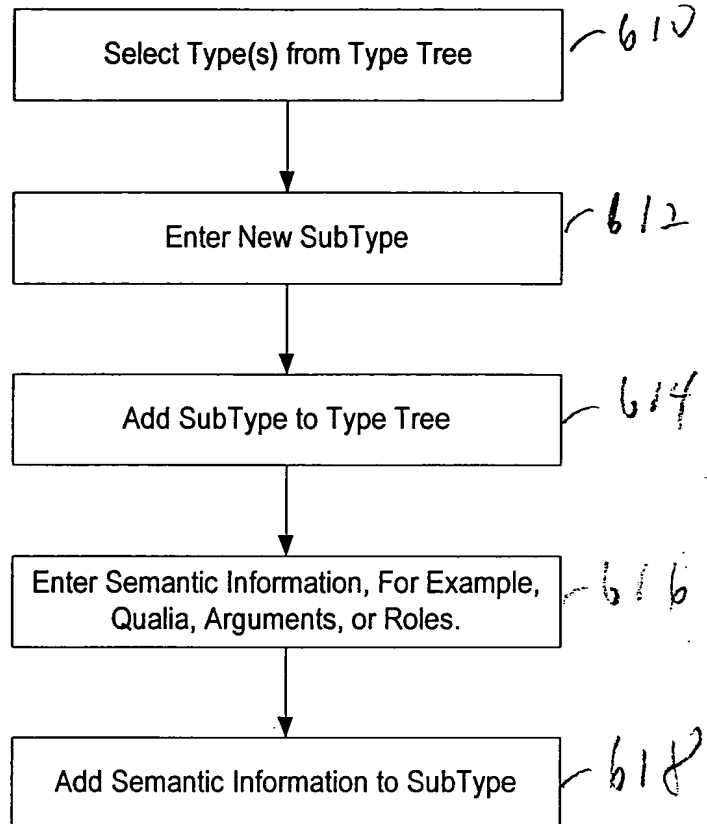 Select Type(s) from Type Tree
610
Enter New SubType
612
Add SubType to Type Tree
614
Enter Semantic Information, For Example,
Qualia, Arguments, or Roles.
616
Add Semantic Information to SubType
618